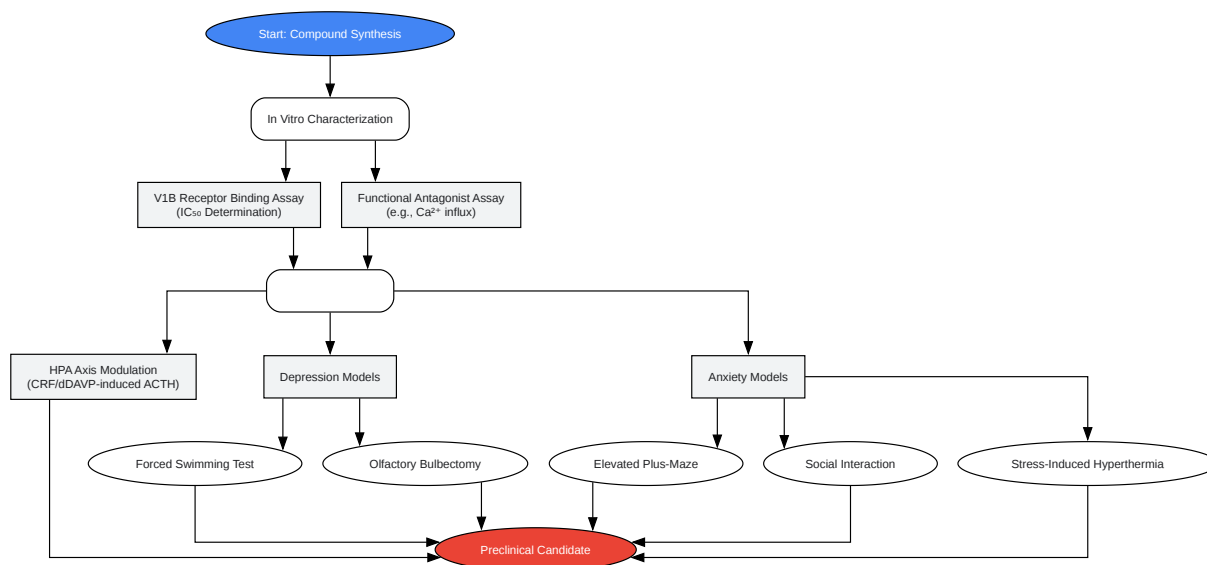 Start: Compound Synthesis
In Vitro Characterization
V1B Receptor Binding Assay
(IC₅₀ Determination)
Functional Antagonist Assay
(e.g., Ca²⁺ influx)
HPA Axis Modulation
(CRF/dDAVP-induced ACTH)
Depression Models
Anxiety Models
Forced Swimming Test
Olfactory Bulbectomy
Elevated Plus-Maze
Social Interaction
Stress-Induced Hyperthermia
Preclinical Candidate